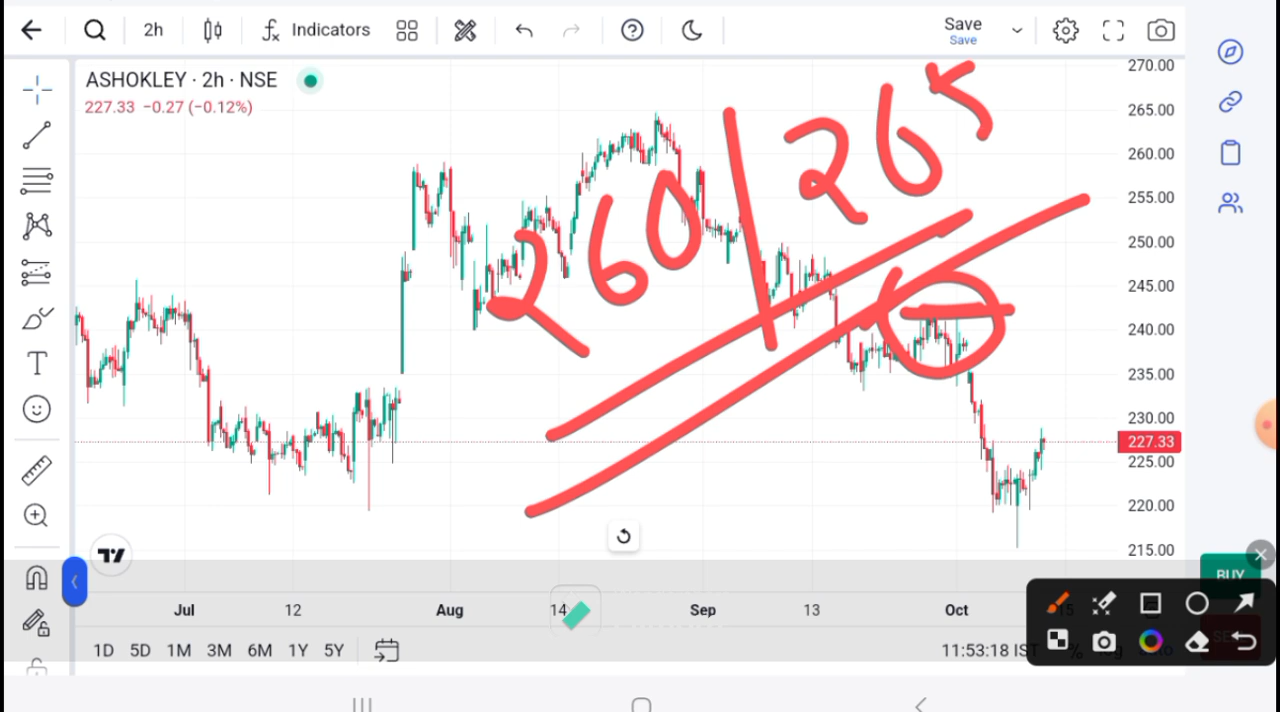 2h Indicators Save
Save
ASHOKLEY · 2h · NSE
227.33 −0.27 (−0.12%)
270.00
265.00
260.00
255.00
250.00
245.00
240.00
235.00
230.00
227.33
225.00
220.00
215.00
260/265
BUY
Jul 12 Aug 14 Sep 13 Oct 15
1D 5D 1M 3M 6M 1Y 5Y 11:53:18 IST %